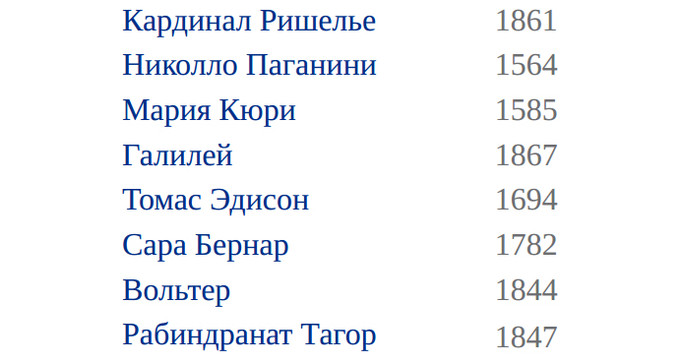 Кардинал Ришелье 1861
Николло Паганини 1564
Мария Кюри 1585
Галилей 1867
Томас Эдисон 1694
Сара Бернар 1782
Вольтер 1844
Рабиндранат Тагор 1847